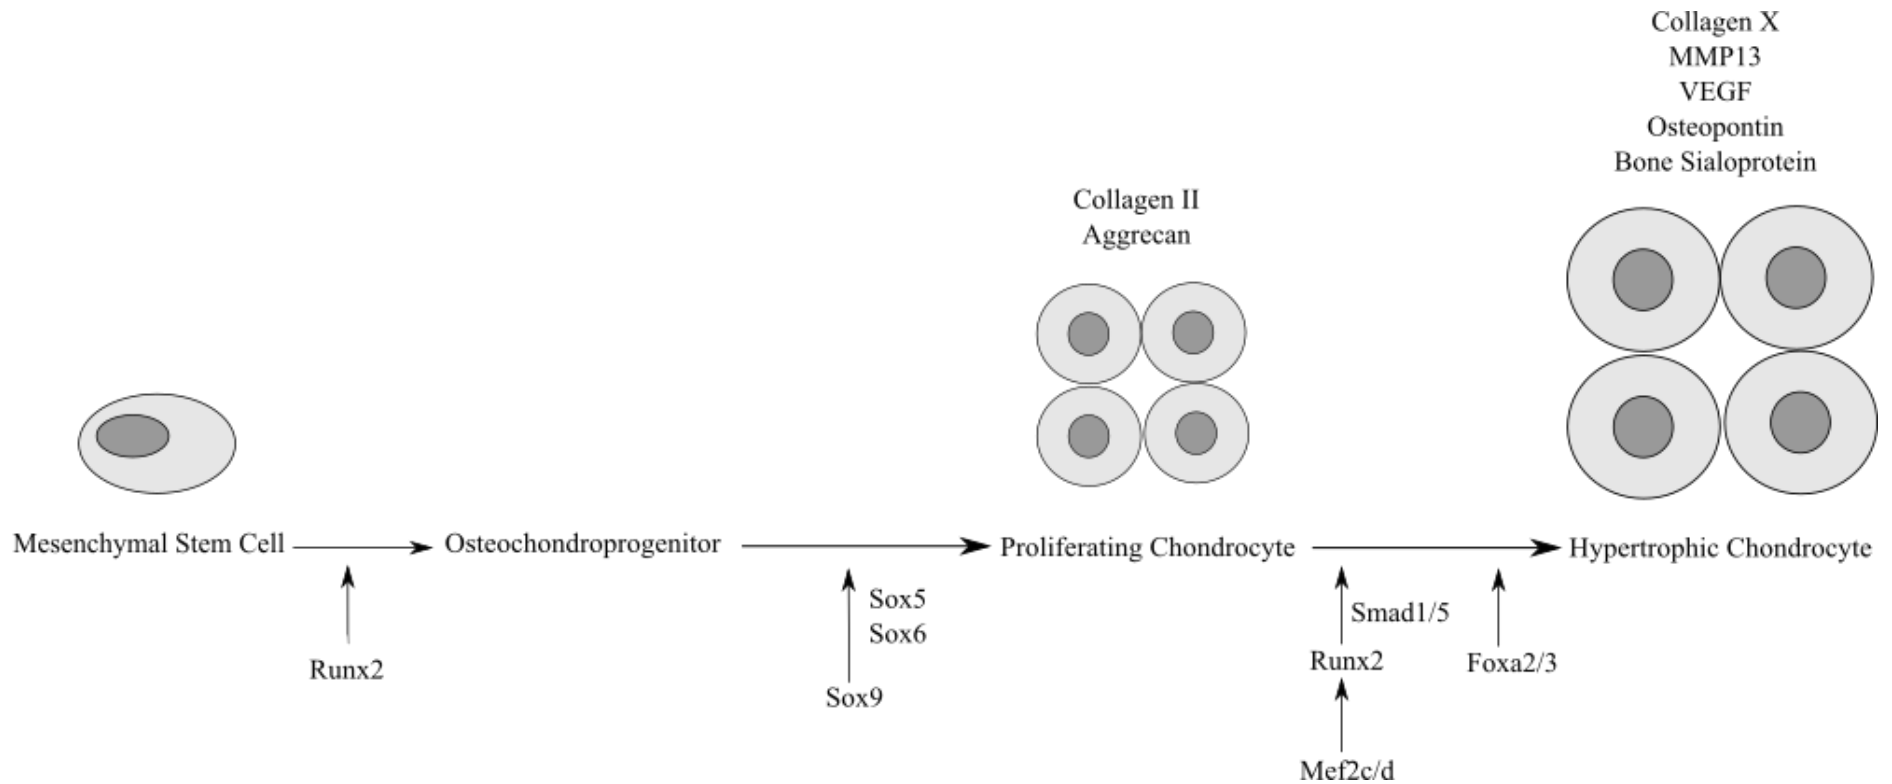 Collagen X
MMP13
VEGF
Osteopontin
Bone Sialoprotein
Collagen II
Aggrecan
Mesenchymal Stem Cell
Osteochondroprogenitor
Proliferating Chondrocyte
Hypertrophic Chondrocyte
Runx2
Sox5
Sox6
Sox9
Smad1/5
Runx2
Foxa2/3
Mef2c/d